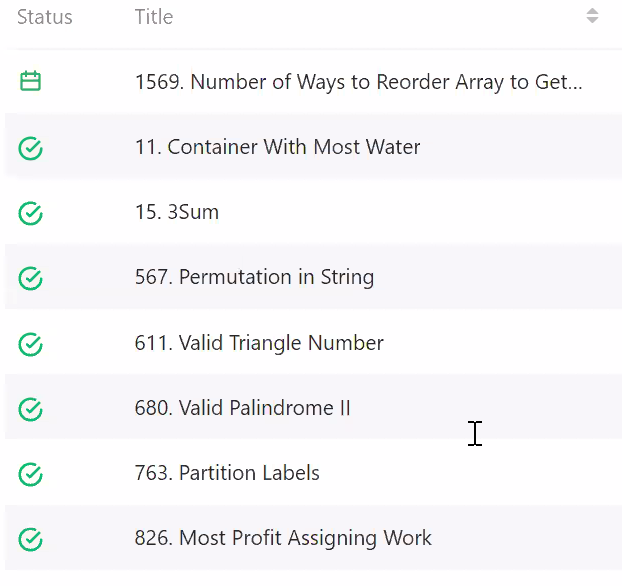 Status Title
1569. Number of Ways to Reorder Array to Get...
11. Container With Most Water
15. 3Sum
567. Permutation in String
611. Valid Triangle Number
680. Valid Palindrome II
763. Partition Labels
826. Most Profit Assigning Work